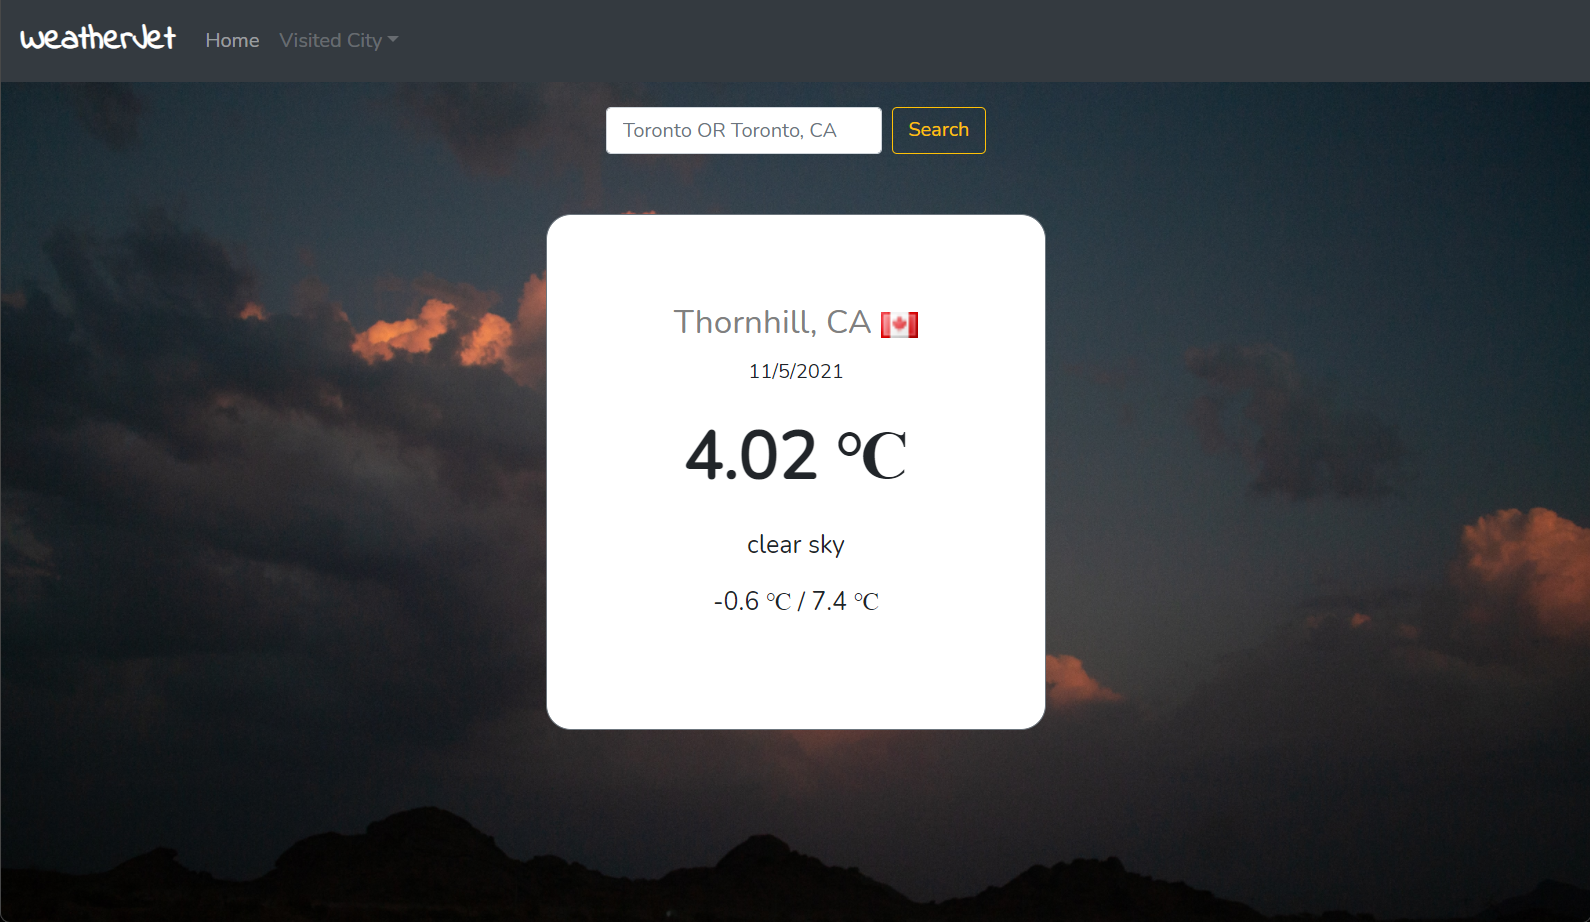 weatherJet Home Visited City
Toronto OR Toronto, CA Search
Thornhill, CA
11/5/2021
4.02 ℃
clear sky
-0.6 ℃ / 7.4 ℃